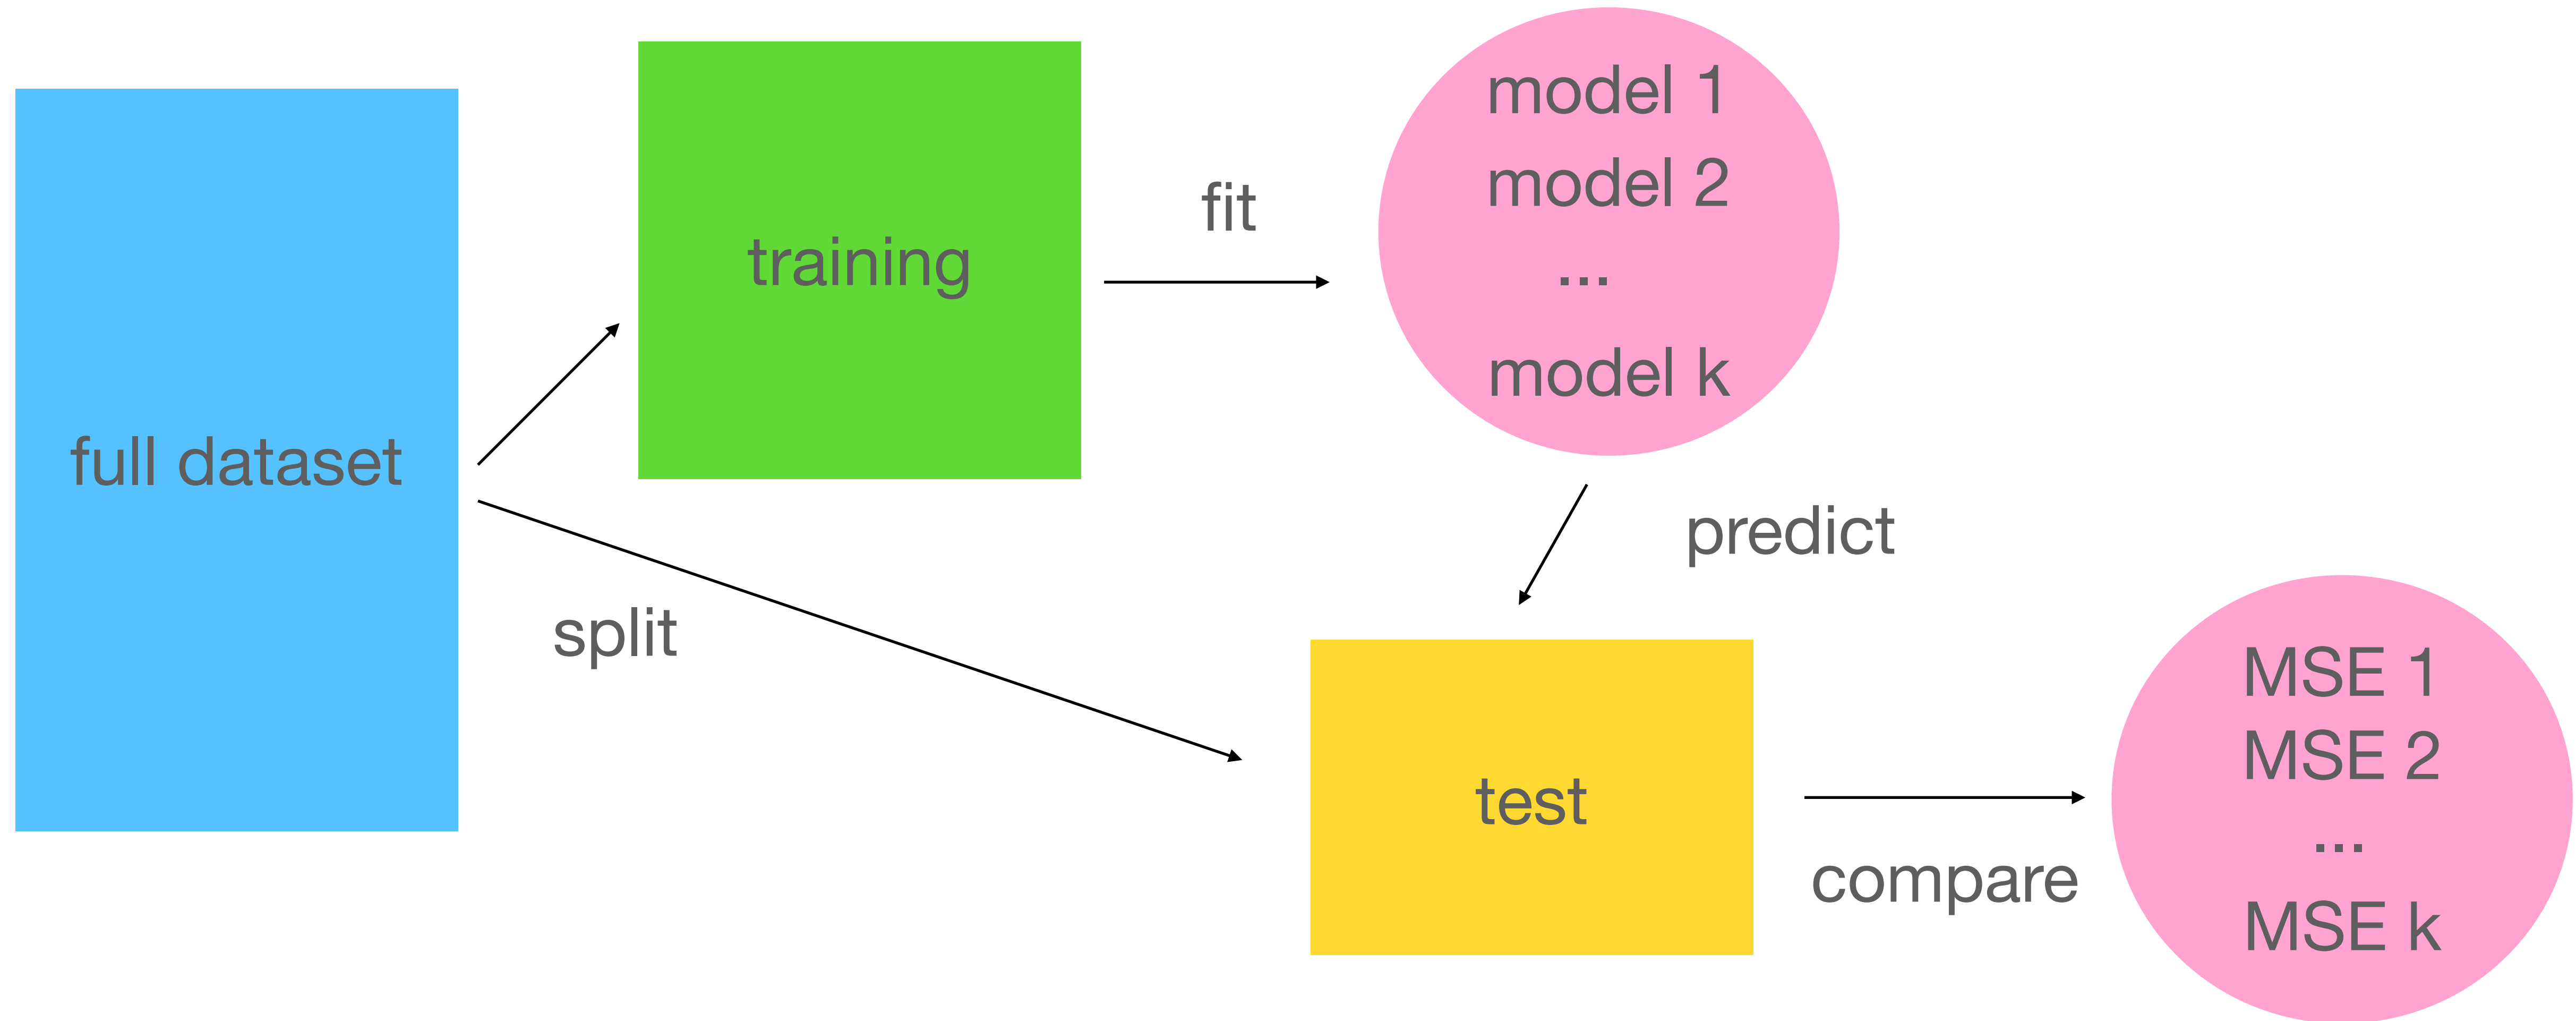 full dataset
split
training
fit
model 1
model 2
...
model k
predict
test
compare
MSE 1
MSE 2
...
MSE k